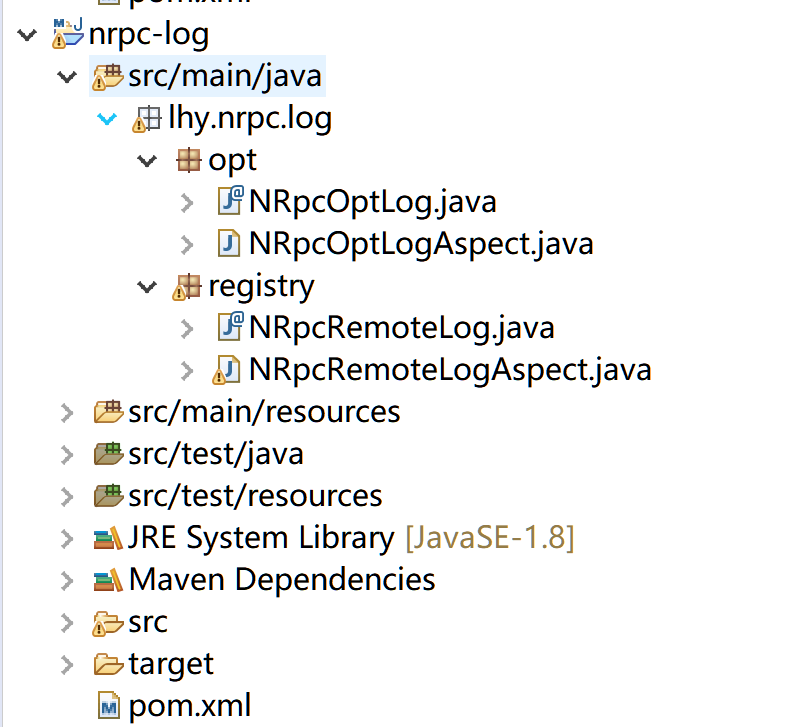 pom.xml
nrpc-log
src/main/java
lhy.nrpc.log
opt
NRpcOptLog.java
NRpcOptLogAspect.java
registry
NRpcRemoteLog.java
NRpcRemoteLogAspect.java
src/main/resources
src/test/java
src/test/resources
JRE System Library [JavaSE-1.8]
Maven Dependencies
src
target
pom.xml